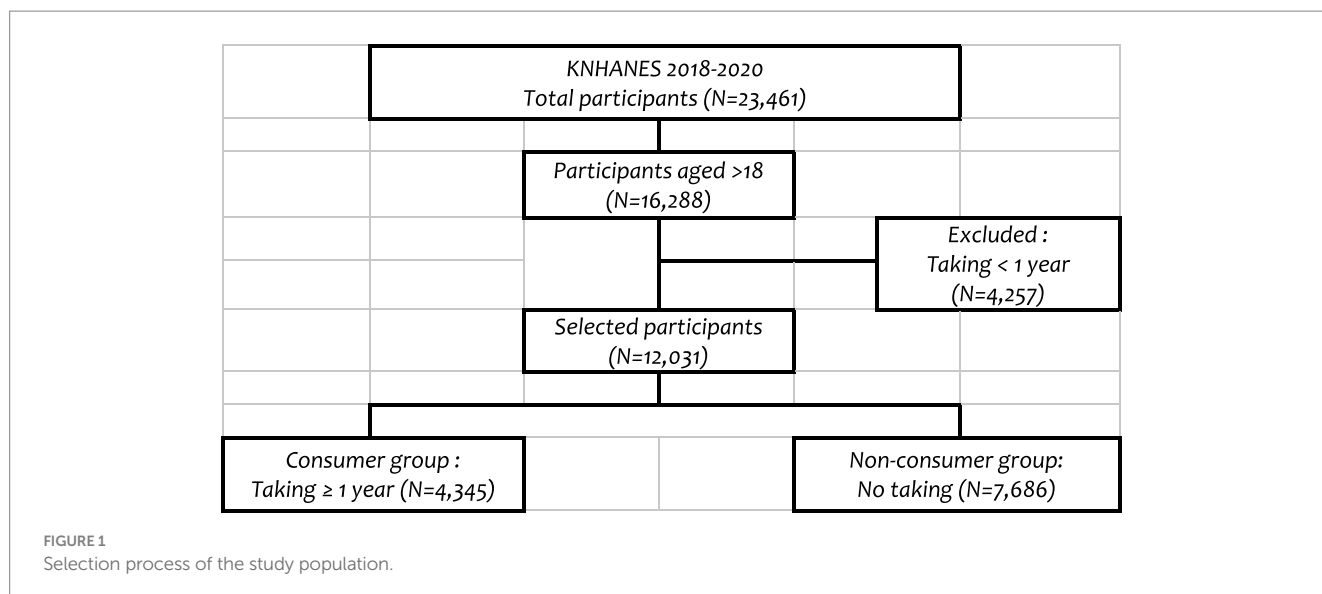 KNHANES 2018-2020
Total participants (N=23,461)
Participants aged >18
(N=16,288)
Excluded :
Taking < 1 year
(N=4,257)
Selected participants
(N=12,031)
Consumer group :
Taking ≥ 1 year (N=4,345)
Non-consumer group:
No taking (N=7,686)
FIGURE 1
Selection process of the study population.